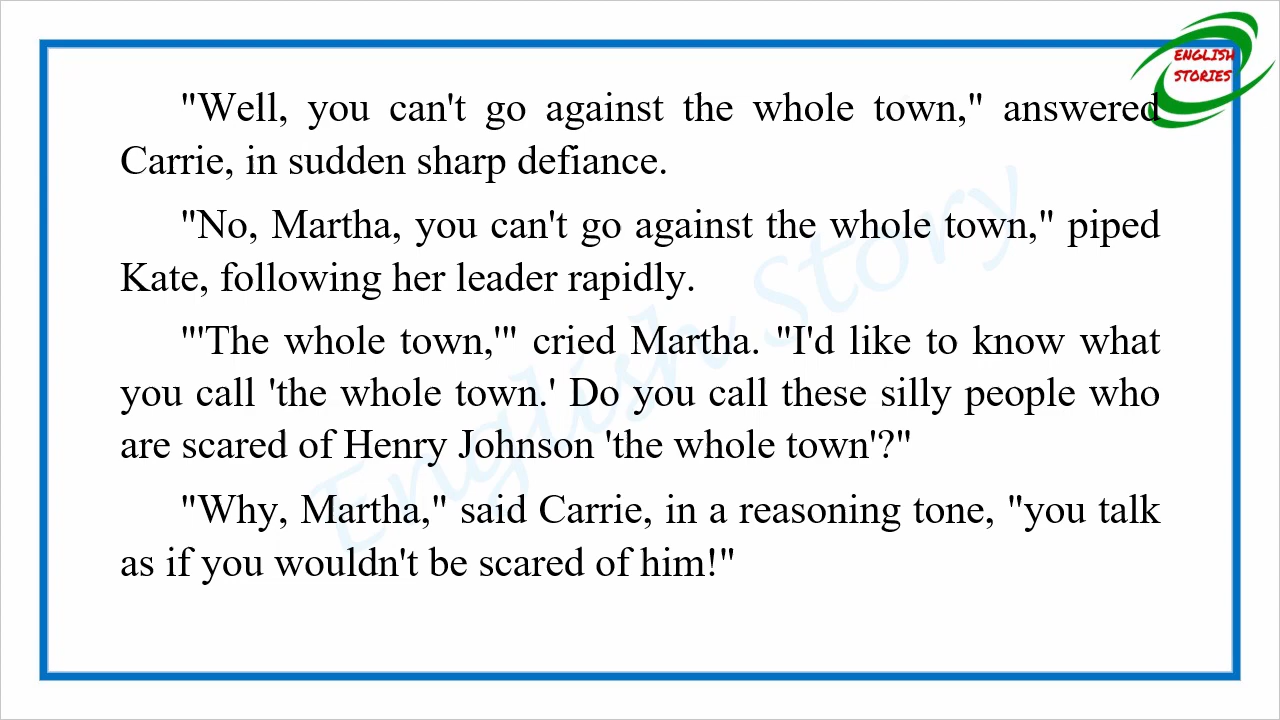 ENGLISH
STORIES
"Well, you can't go against the whole town," answered
Carrie, in sudden sharp defiance.
"No, Martha, you can't go against the whole town," piped
Kate, following her leader rapidly.
"'The whole town,'" cried Martha. "I'd like to know what
you call 'the whole town.' Do you call these silly people who
are scared of Henry Johnson 'the whole town'?"
"Why, Martha," said Carrie, in a reasoning tone, "you talk
as if you wouldn't be scared of him!"
English Story